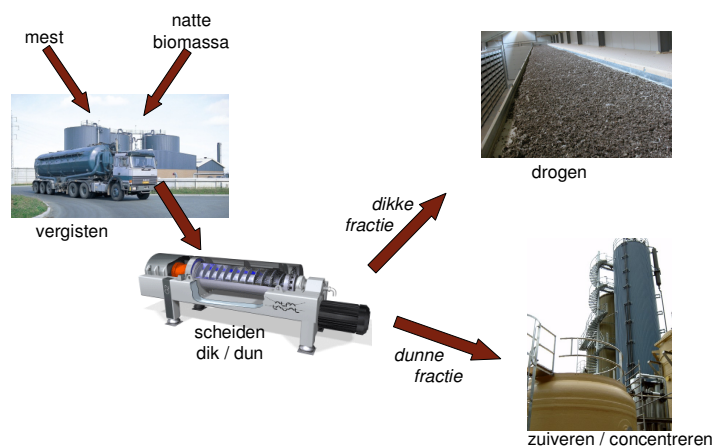 mest
natte
biomassa
vergisten
scheiden
dik / dun
dikke
fractie
dunne
fractie
drogen
zuiveren / concentreren